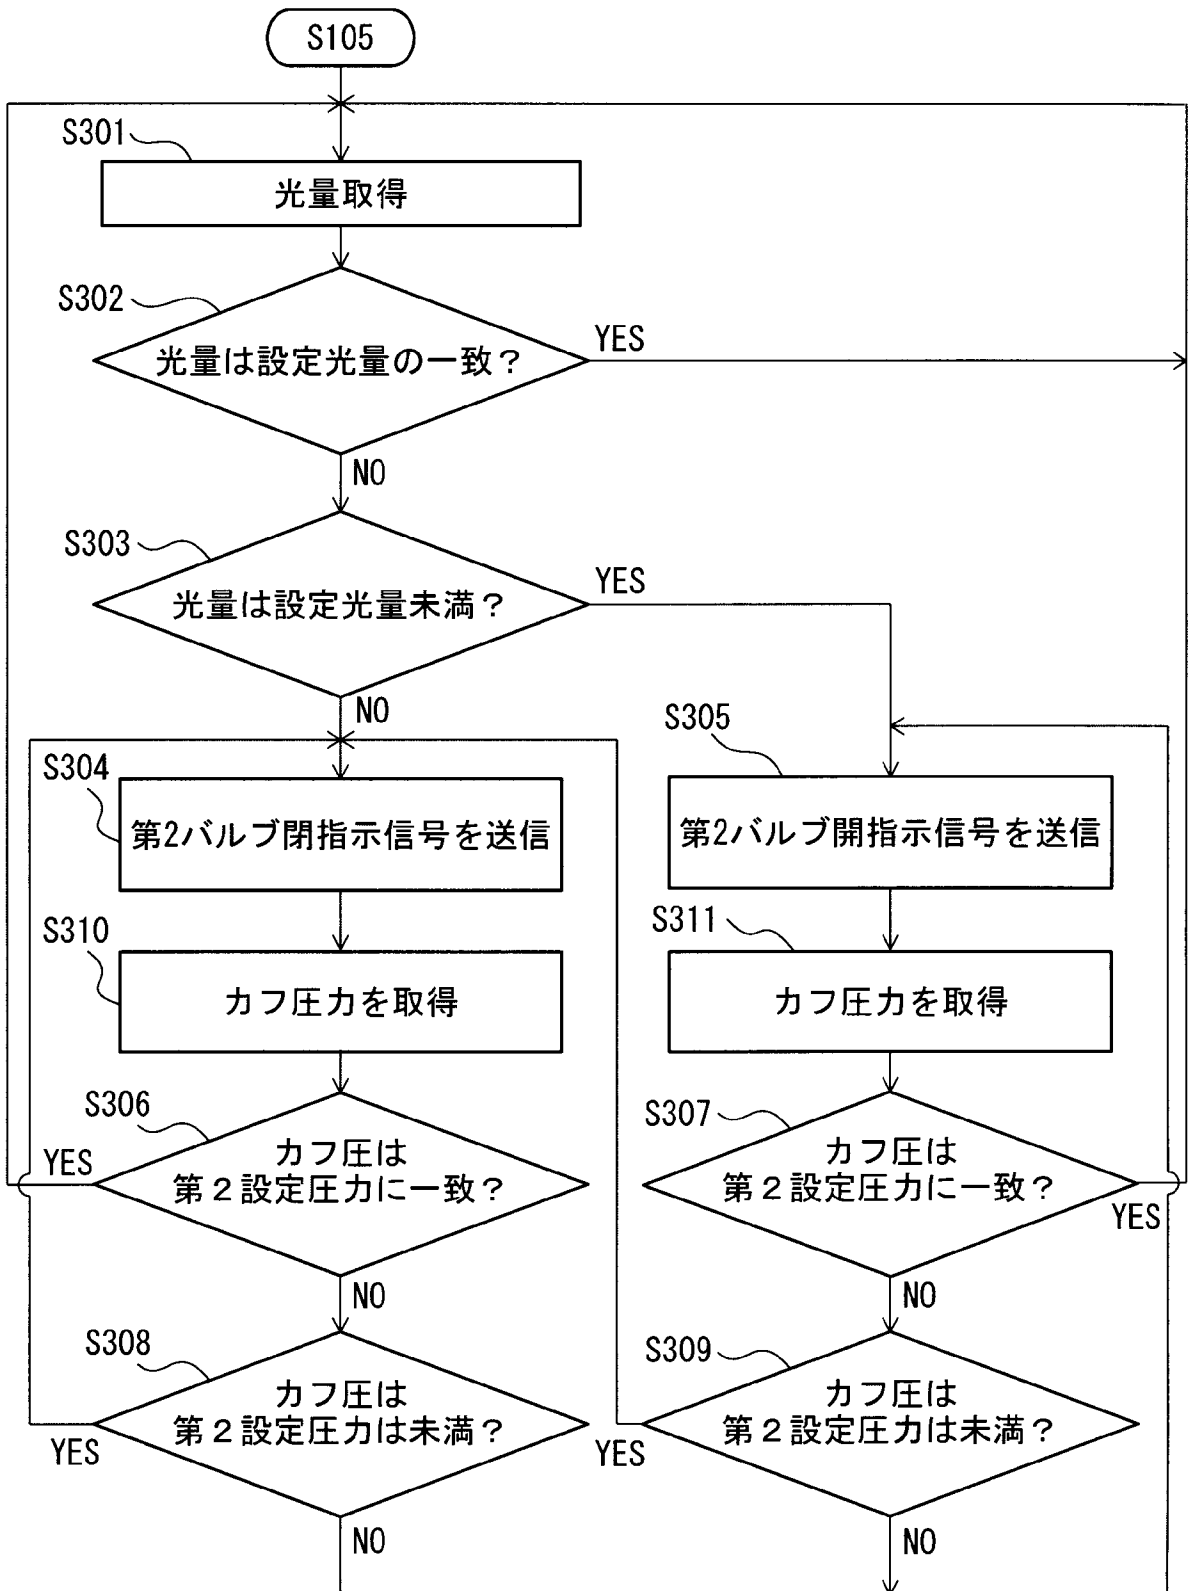 S105
S301
光量取得
S302
光量は設定光量の一致？
YES
NO
S303
光量は設定光量未満？
YES
NO
S304
第2バルブ閉指示信号を送信
S305
第2バルブ開指示信号を送信
S310
カフ圧力を取得
S311
カフ圧力を取得
S306
カフ圧は
第２設定圧力に一致？
YES
NO
S307
カフ圧は
第２設定圧力に一致？
YES
NO
S308
カフ圧は
第２設定圧力は未満？
YES
NO
S309
カフ圧は
第２設定圧力は未満？
YES
NO